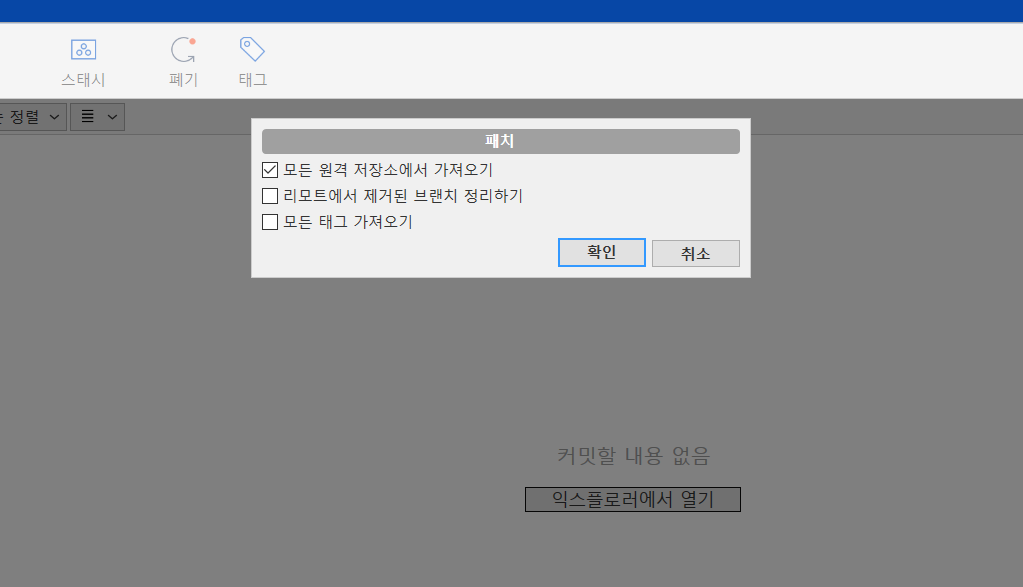 스태시
폐기
태그
는 정렬
패치
모든 원격 저장소에서 가져오기
리모트에서 제거된 브랜치 정리하기
모든 태그 가져오기
확인
취소
커밋할 내용 없음
익스플로러에서 열기